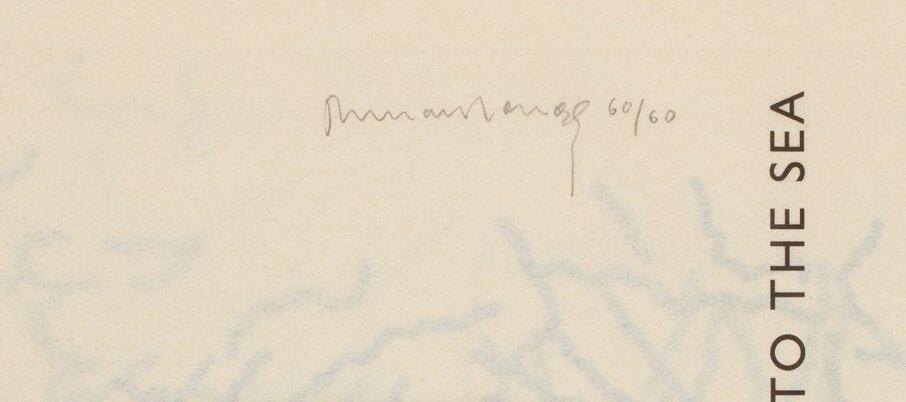 60/60
TO THE SEA